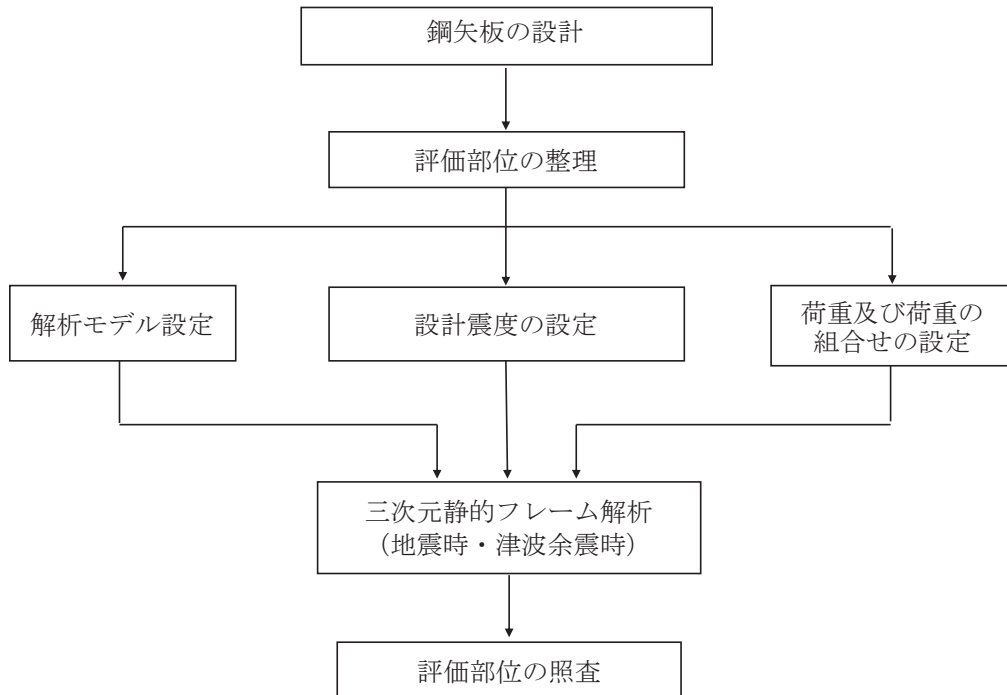 鋼矢板の設計
評価部位の整理
解析モデル設定
設計震度の設定
荷重及び荷重の
組合せの設定
三次元静的フレーム解析
（地震時・津波余震時）
評価部位の照査